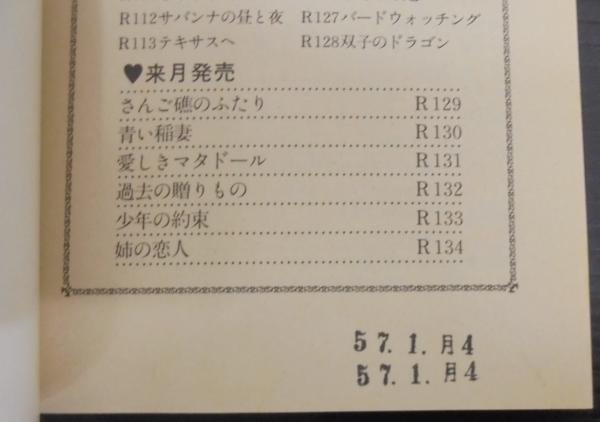 R112サバンナの昼と夜 R127バードウォッチング
R113テキサスへ R128双子のドラゴン
♥来月発売
さんご礁のふたり R129
青い稲妻 R130
愛しきマタドール R131
過去の贈りもの R132
少年の約束 R133
姉の恋人 R134
57.1.月4
57.1.月4